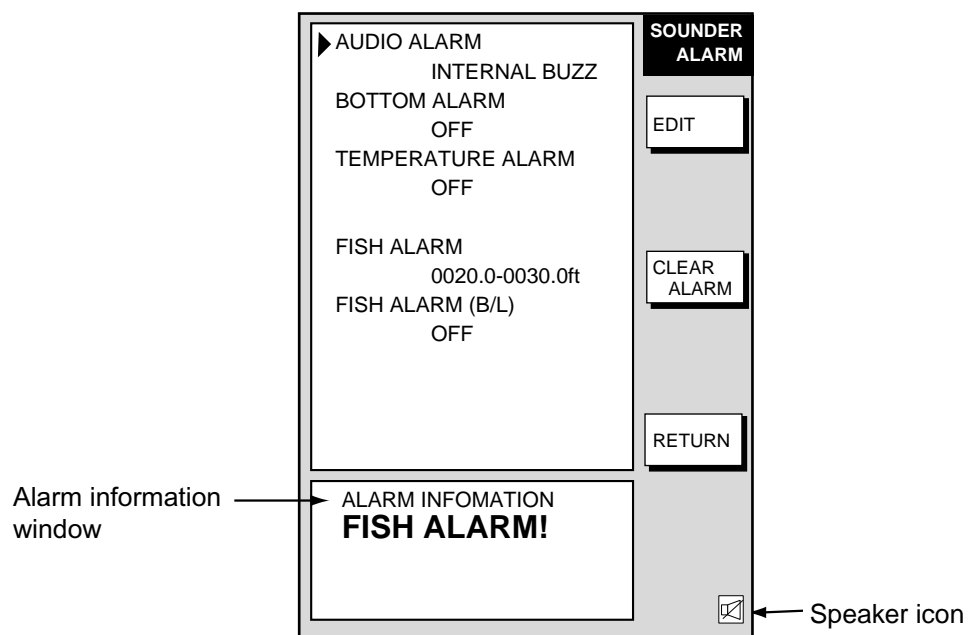 AUDIO ALARM
INTERNAL BUZZ
BOTTOM ALARM
OFF
TEMPERATURE ALARM
OFF
FISH ALARM
0020.0-0030.0ft
FISH ALARM (B/L)
OFF
SOUNDER
ALARM
EDIT
CLEAR
ALARM
RETURN
Alarm information
window
ALARM INFOMATION
FISH ALARM!
Speaker icon